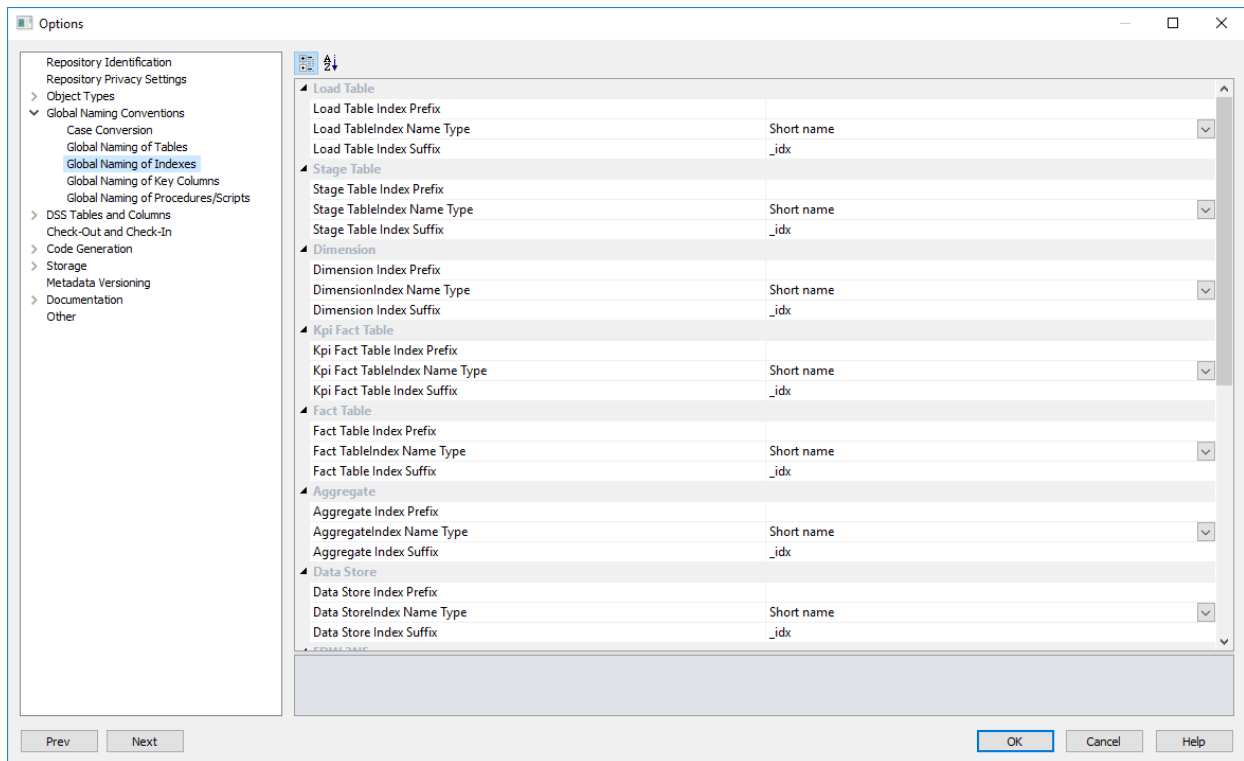 Options
Repository Identification
Repository Privacy Settings
Object Types
Global Naming Conventions
Case Conversion
Global Naming of Tables
Global Naming of Indexes
Global Naming of Key Columns
Global Naming of Procedures/Scripts
DSS Tables and Columns
Check-Out and Check-In
Code Generation
Storage
Metadata Versioning
Documentation
Other
Load Table
Load Table Index Prefix
Load TableIndex Name Type Short name
Load Table Index Suffix _idx
Stage Table
Stage Table Index Prefix
Stage TableIndex Name Type Short name
Stage Table Index Suffix _idx
Dimension
Dimension Index Prefix
DimensionIndex Name Type Short name
Dimension Index Suffix _idx
Kpi Fact Table
Kpi Fact Table Index Prefix
Kpi Fact TableIndex Name Type Short name
Kpi Fact Table Index Suffix _idx
Fact Table
Fact Table Index Prefix
Fact TableIndex Name Type Short name
Fact Table Index Suffix _idx
Aggregate
Aggregate Index Prefix
AggregateIndex Name Type Short name
Aggregate Index Suffix _idx
Data Store
Data Store Index Prefix
Data StoreIndex Name Type Short name
Data Store Index Suffix _idx
Prev Next OK Cancel Help